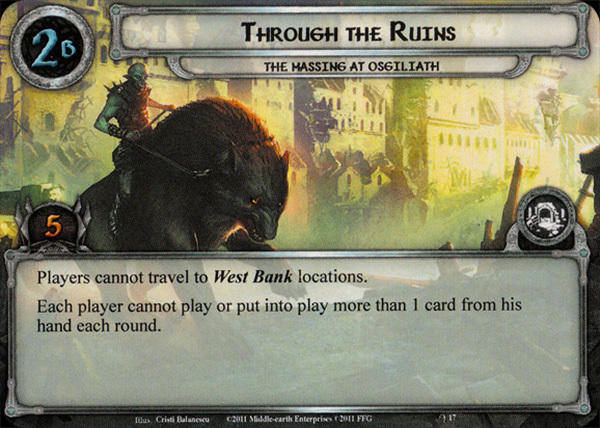 2B
THROUGH THE RUINS
THE MASSING AT OSGILIATH
5
Players cannot travel to West Bank locations.
Each player cannot play or put into play more than 1 card from his
hand each round.
Illus. Cristi Balanescu ©2011 Middle-earth Enterprises ©2011 FFG 17